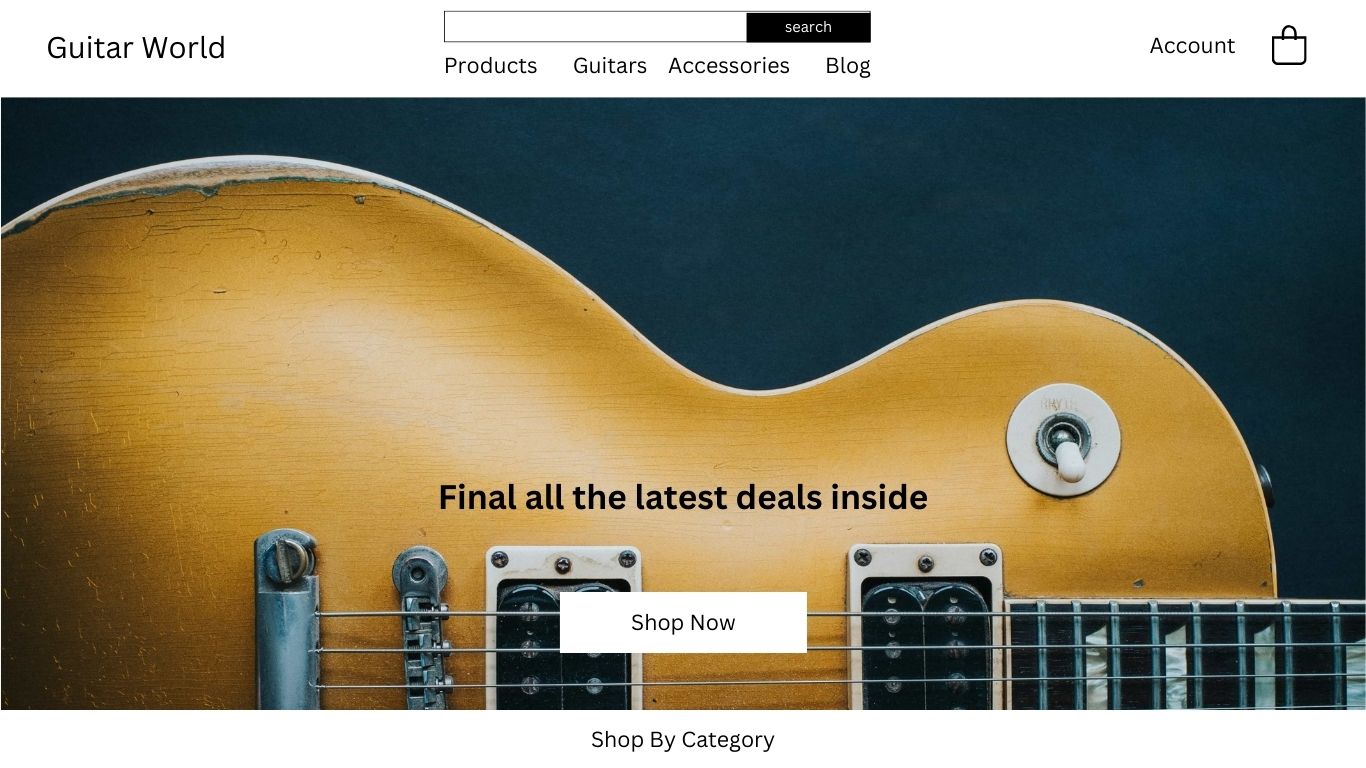 Guitar World
search
Products Guitars Accessories Blog
Account
Final all the latest deals inside
Shop Now
Shop By Category